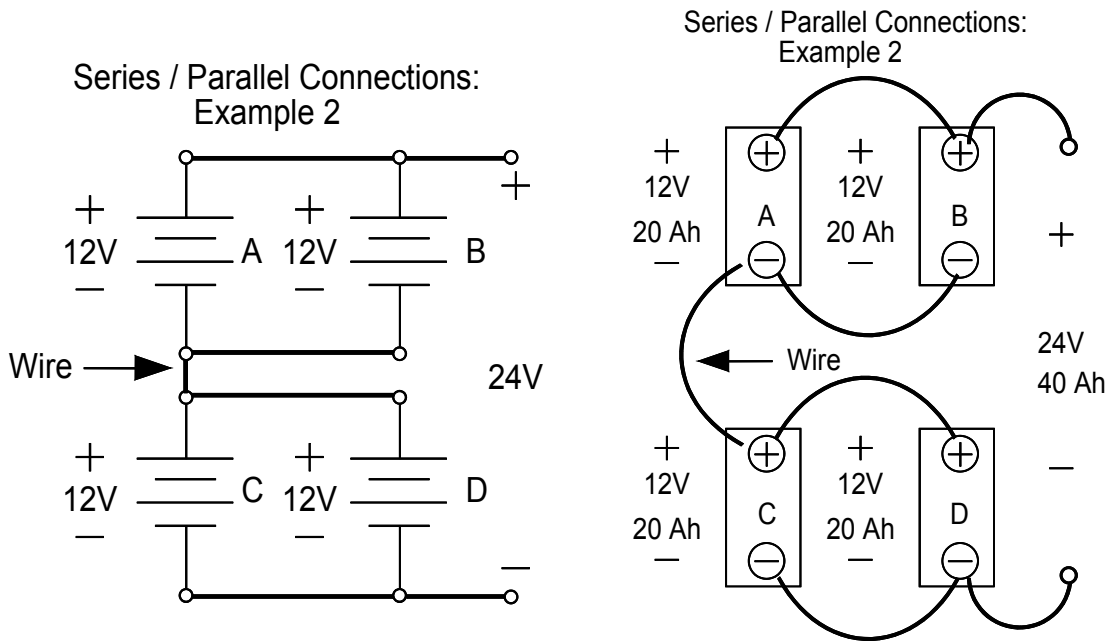 Series / Parallel Connections:
Example 2
+
+ +
12V A 12V B
− −
Wire
24V
+ +
12V C 12V D
− −
−
Series / Parallel Connections:
Example 2
+ +
+ +
12V 12V
20 Ah A 20 Ah B
+
− − − −
Wire
24V
40 Ah
+ +
+ +
12V 12V
−
20 Ah C 20 Ah D
− − − −